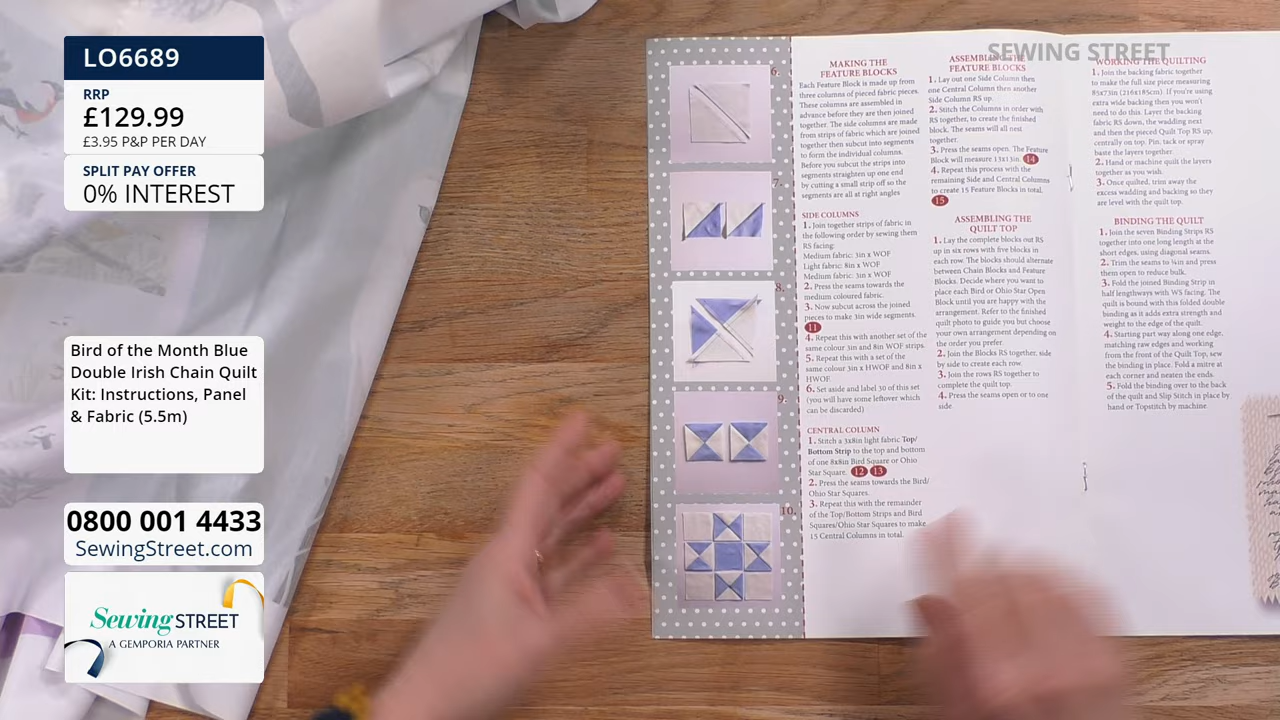 LO6689
RRP
£129.99
£3.95 P&P PER DAY
SPLIT PAY OFFER
0% INTEREST
Bird of the Month Blue
Double Irish Chain Quilt
Kit: Instructions, Panel
& Fabric (5.5m)
0800 001 4433
SewingStreet.com
Sewing STREET
A GEMPORIA PARTNER
SEWING STREET
6.
7.
8.
9.
10.
MAKING THE
FEATURE BLOCKS
Each Feature Block is made up from
three columns of pieced fabric pieces.
These columns are assembled in
advance before they are then joined
together. The side columns are made
from strips of fabric which are joined
together then subcut into segments
to form the individual columns.
Before you subcut the strips into
segments straighten up one end
by cutting a small strip off so the
segments are all at right angles
SIDE COLUMNS
1. Join together strips of fabric in
the following order by sewing them
RS facing:
Medium fabric: 3in x WOF
Light fabric: 8in x WOF
Medium fabric: 3in x WOF
2. Press the seams towards the
medium coloured fabric.
3. Now subcut across the joined
pieces to make 3in wide segments.
11
4. Repeat this with another set of the
same colour 3in and 8in WOF strips.
5. Repeat this with a set of the
same colour 3in x HWOF and 8in x
HWOF.
6. Set aside and label 30 of this set
(you will have some leftover which
can be discarded)
CENTRAL COLUMN
1. Stitch a 3x8in light fabric Top/
Bottom Strip to the top and bottom
of one 8x8in Bird Square or Ohio
Star Square. 12 13
2. Press the seams towards the Bird/
Ohio Star Squares.
3. Repeat this with the remainder
of the Top/Bottom Strips and Bird
Squares/Ohio Star Squares to make
15 Central Columns in total.
ASSEMBLING THE
FEATURE BLOCKS
1. Lay out one Side Column then
one Central Column then another
Side Column RS up.
2. Stitch the Columns in order with
RS together, to create the finished
block. The seams will all nest
together.
3. Press the seams open. The Feature
Block will measure 13x13in. 14
4. Repeat this process with the
remaining Side and Central Columns
to create 15 Feature Blocks in total.
15
ASSEMBLING THE
QUILT TOP
1. Lay the complete blocks out RS
up in six rows with five blocks in
each row. The blocks should alternate
between Chain Blocks and Feature
Blocks. Decide where you want to
place each Bird or Ohio Star Open
Block until you are happy with the
arrangement. Refer to the finished
quilt photo to guide you but choose
your own arrangement depending on
the order you prefer.
2. Join the Blocks RS together, side
by side to create each row.
3. Join the rows RS together to
complete the quilt top.
4. Press the seams open or to one
side.
WORKING THE QUILTING
1. Join the backing fabric together
to make the full size piece measuring
85x73in (216x185cm). If you're using
extra wide backing then you won't
need to do this. Layer the backing
fabric RS down, the wadding next
and then the pieced Quilt Top RS up,
centrally on top. Pin, tack or spray
baste the layers together.
2. Hand or machine quilt the layers
together as you wish.
3. Once quilted, trim away the
excess wadding and backing so they
are level with the quilt top.
BINDING THE QUILT
1. Join the seven Binding Strips RS
together into one long length at the
short edges, using diagonal seams.
2. Trim the seams to ¼in and press
them open to reduce bulk.
3. Fold the joined Binding Strip in
half lengthways with WS facing. The
quilt is bound with this folded double
binding as it adds extra strength and
weight to the edge of the quilt.
4. Starting part way along one edge,
matching raw edges and working
from the front of the Quilt Top, sew
the binding in place. Fold a mitre at
each corner and neaten the ends.
5. Fold the binding over to the back
of the quilt and Slip Stitch in place by
hand or Topstitch by machine.